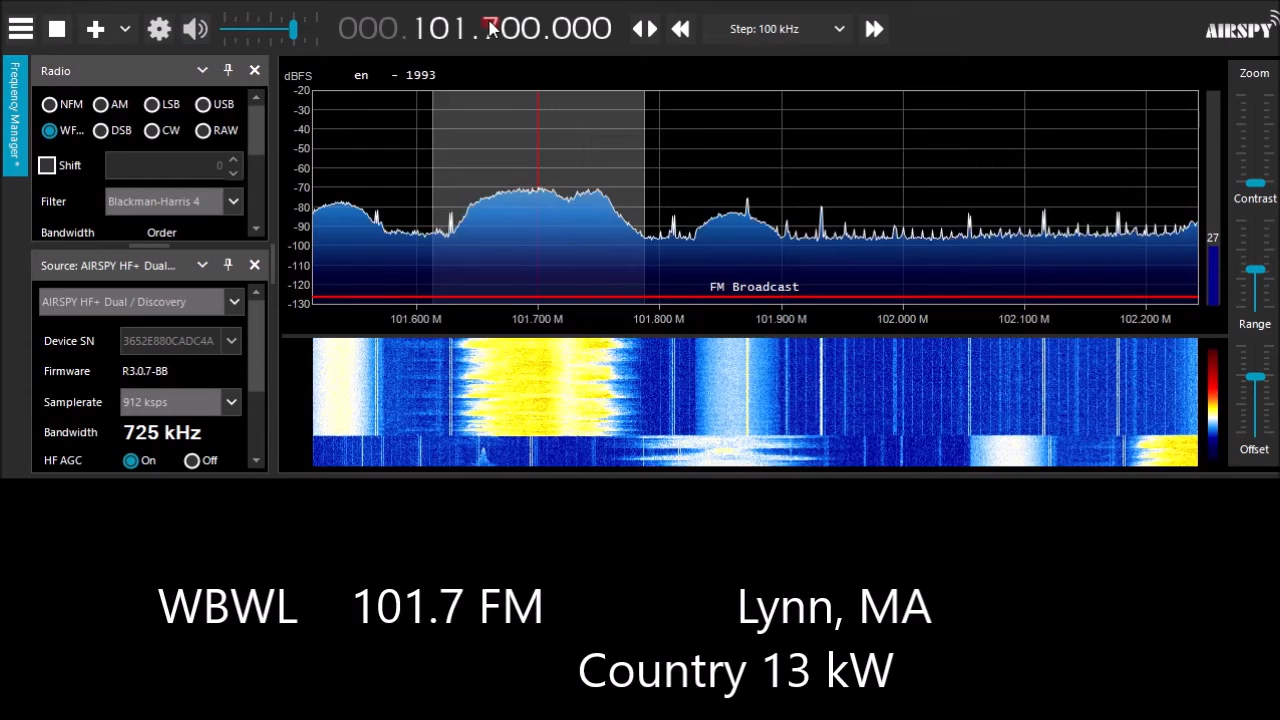 000.101.700.000
Step: 100 kHz
AIRSPY
Frequency Manager *
Radio
NFM AM LSB USB
WF... DSB CW RAW
Shift 0
Filter Blackman-Harris 4
Bandwidth Order
Source: AIRSPY HF+ Dual...
AIRSPY HF+ Dual / Discovery
Device SN 3652E880CADC4A
Firmware R3.0.7-BB
Samplerate 912 ksps
Bandwidth 725 kHz
HF AGC On Off
dBFS en - 1993
-20
-30
-40
-50
-60
-70
-80
-90
-100
-110
-120
-130
FM Broadcast
101.600 M 101.700 M 101.800 M 101.900 M 102.000 M 102.100 M 102.200 M
27
Zoom
Contrast
Range
Offset
WBWL 101.7 FM Lynn, MA
Country 13 kW